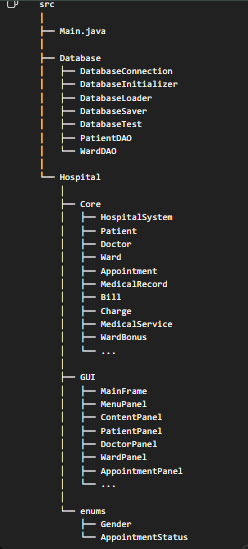 src
Main.java
Database
DatabaseConnection
DatabaseInitializer
DatabaseLoader
DatabaseSaver
DatabaseTest
PatientDAO
WardDAO
Hospital
Core
HospitalSystem
Patient
Doctor
Ward
Appointment
MedicalRecord
Bill
Charge
MedicalService
WardBonus
...
GUI
MainFrame
MenuPanel
ContentPanel
PatientPanel
DoctorPanel
WardPanel
AppointmentPanel
...
enums
Gender
AppointmentStatus